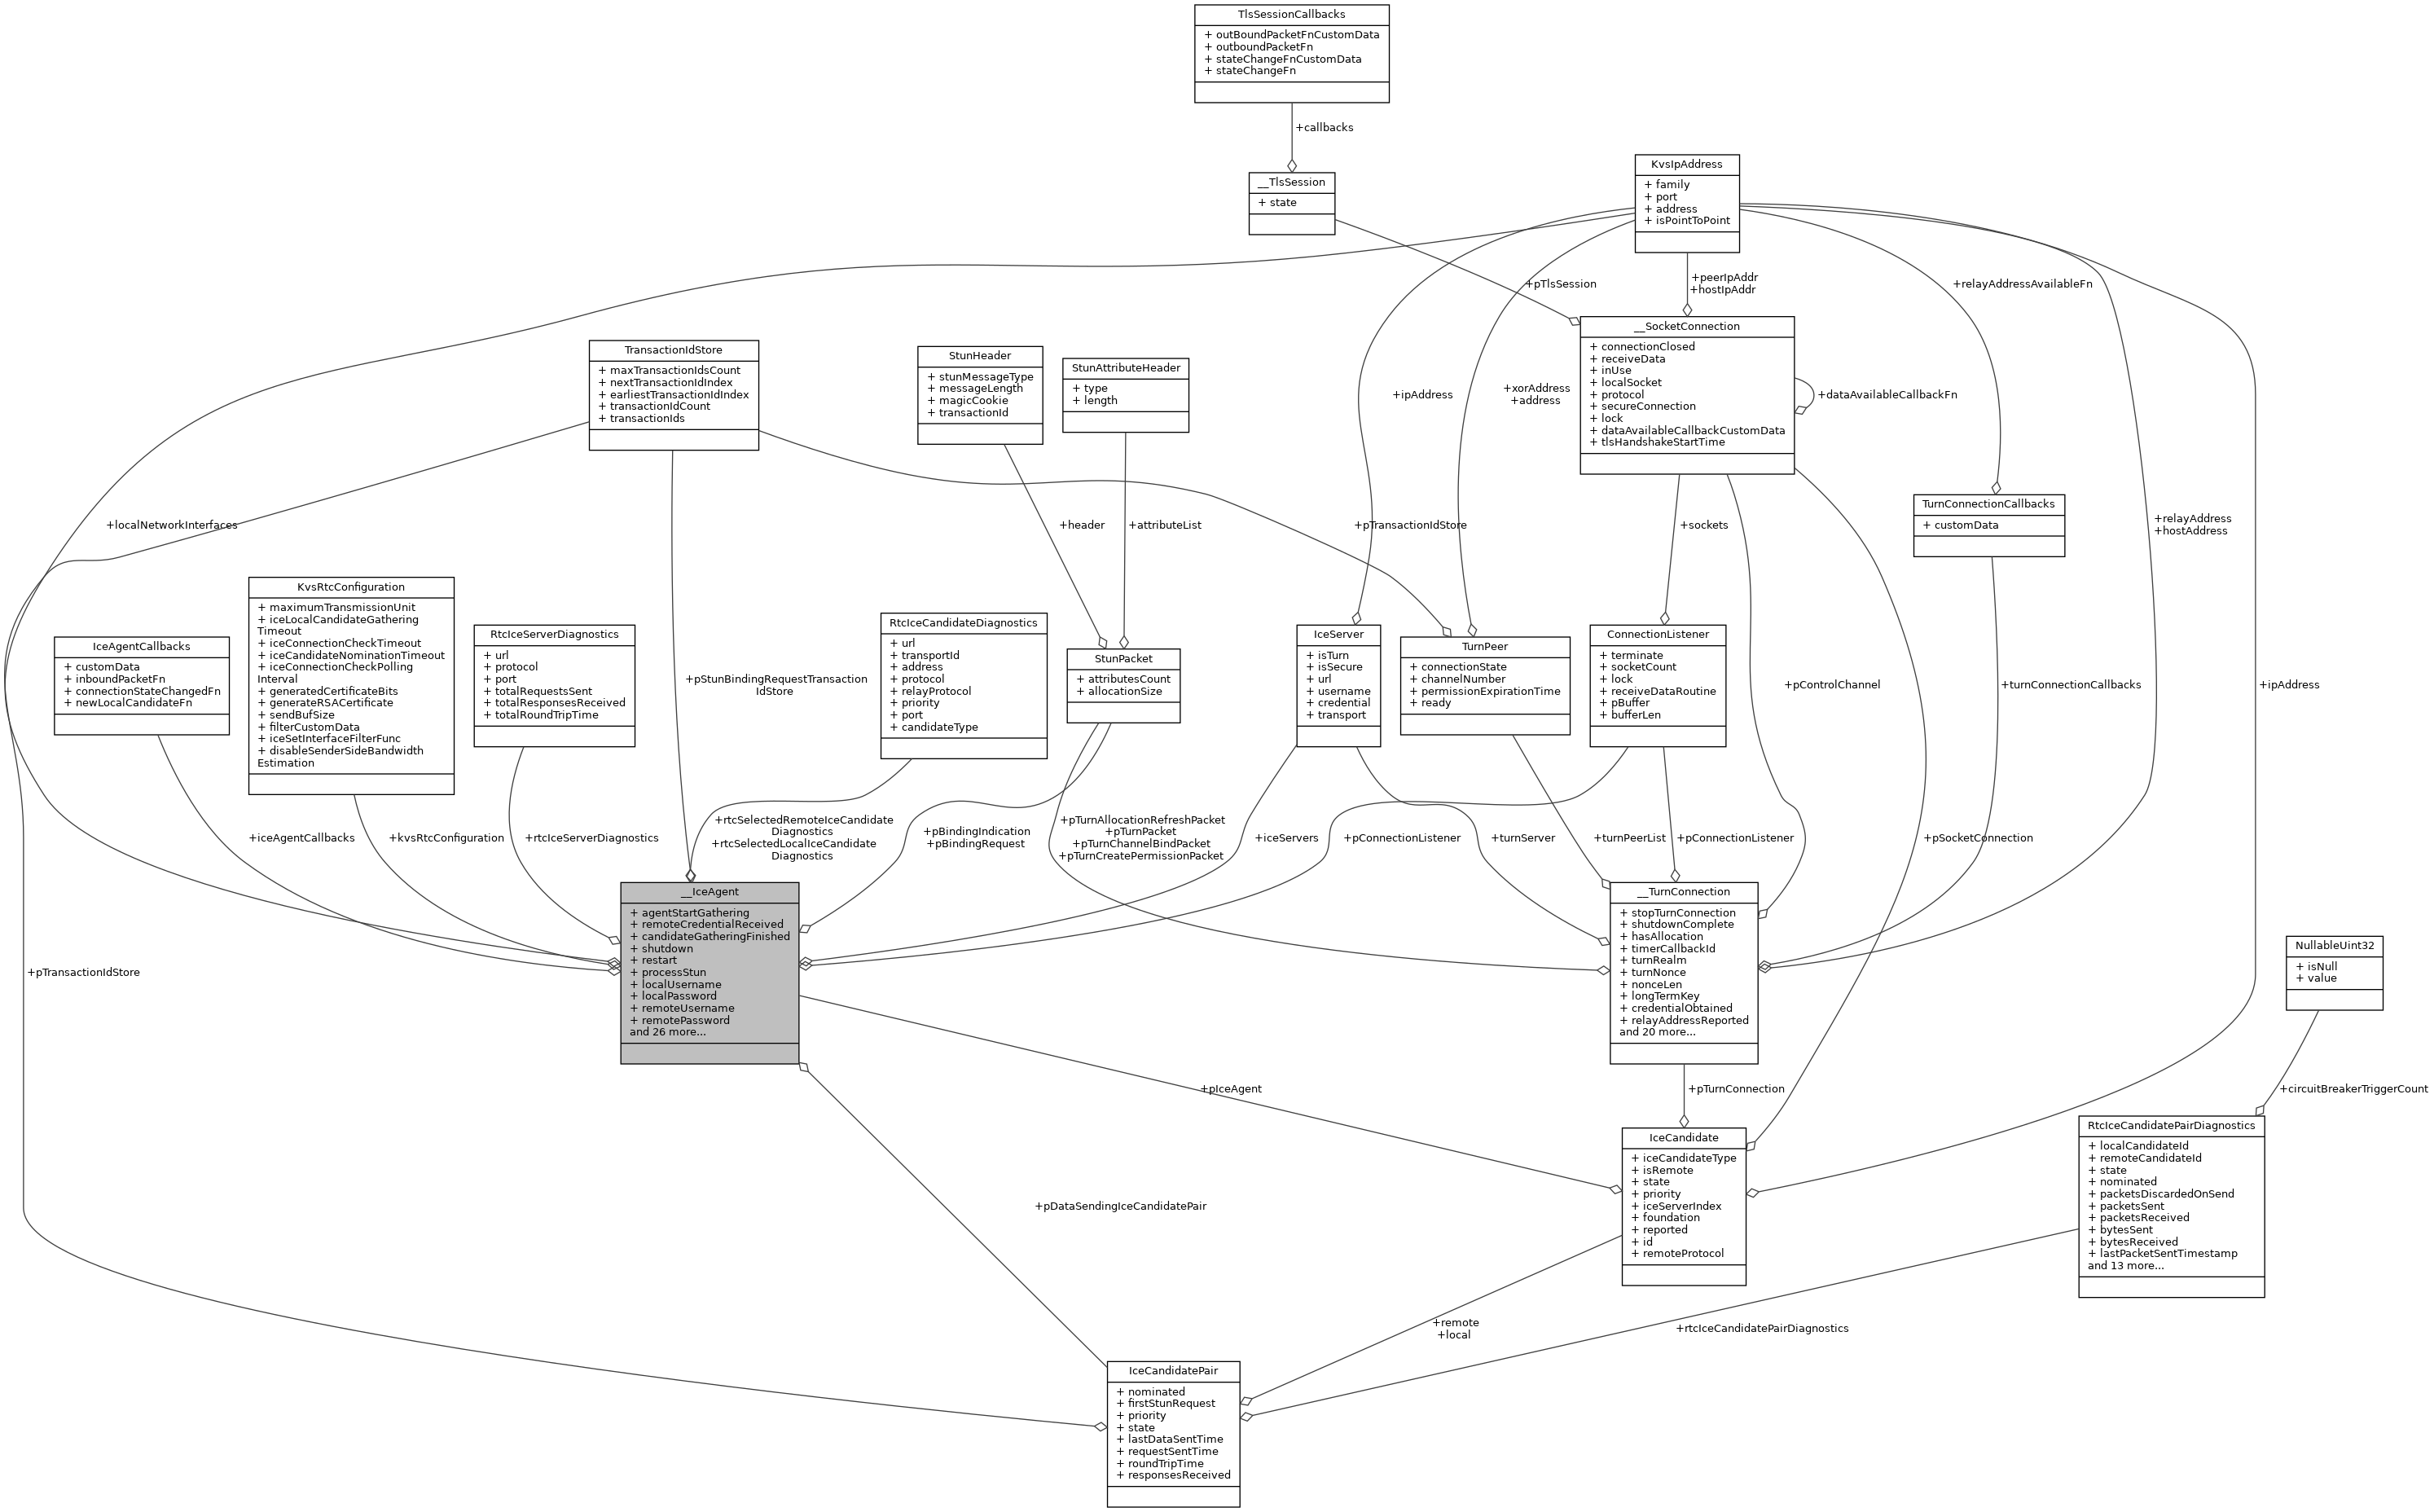 TlsSessionCallbacks
+ outBoundPacketFnCustomData
+ outboundPacketFn
+ stateChangeFnCustomData
+ stateChangeFn
+callbacks
__TlsSession
+ state
KvsIpAddress
+ family
+ port
+ address
+ isPointToPoint
+pTlsSession
+peerIpAddr
+hostIpAddr
+relayAddressAvailableFn
__SocketConnection
+ connectionClosed
+ receiveData
+ inUse
+ localSocket
+ protocol
+ secureConnection
+ lock
+ dataAvailableCallbackCustomData
+ tlsHandshakeStartTime
+dataAvailableCallbackFn
TransactionIdStore
+ maxTransactionIdsCount
+ nextTransactionIdIndex
+ earliestTransactionIdIndex
+ transactionIdCount
+ transactionIds
StunHeader
+ stunMessageType
+ messageLength
+ magicCookie
+ transactionId
StunAttributeHeader
+ type
+ length
+ipAddress
+xorAddress
+address
+localNetworkInterfaces
+header
+attributeList
+pTransactionIdStore
+sockets
TurnConnectionCallbacks
+ customData
+relayAddress
+hostAddress
IceAgentCallbacks
+ customData
+ inboundPacketFn
+ connectionStateChangedFn
+ newLocalCandidateFn
KvsRtcConfiguration
+ maximumTransmissionUnit
+ iceLocalCandidateGathering
Timeout
+ iceConnectionCheckTimeout
+ iceCandidateNominationTimeout
+ iceConnectionCheckPolling
Interval
+ generatedCertificateBits
+ generateRSACertificate
+ sendBufSize
+ filterCustomData
+ iceSetInterfaceFilterFunc
+ disableSenderSideBandwidth
Estimation
RtcIceServerDiagnostics
+ url
+ protocol
+ port
+ totalRequestsSent
+ totalResponsesReceived
+ totalRoundTripTime
+pStunBindingRequestTransaction
IdStore
RtcIceCandidateDiagnostics
+ url
+ transportId
+ address
+ protocol
+ relayProtocol
+ priority
+ port
+ candidateType
StunPacket
+ attributesCount
+ allocationSize
IceServer
+ isTurn
+ isSecure
+ url
+ username
+ credential
+ transport
TurnPeer
+ connectionState
+ channelNumber
+ permissionExpirationTime
+ ready
ConnectionListener
+ terminate
+ socketCount
+ lock
+ receiveDataRoutine
+ pBuffer
+ bufferLen
+pControlChannel
+turnConnectionCallbacks
+ipAddress
+iceAgentCallbacks
+kvsRtcConfiguration
+rtcIceServerDiagnostics
+rtcSelectedRemoteIceCandidate
Diagnostics
+rtcSelectedLocalIceCandidate
Diagnostics
+pBindingIndication
+pBindingRequest
+pTurnAllocationRefreshPacket
+pTurnPacket
+pTurnChannelBindPacket
+pTurnCreatePermissionPacket
+iceServers
+pConnectionListener
+turnServer
+turnPeerList
+pConnectionListener
+pSocketConnection
__IceAgent
+ agentStartGathering
+ remoteCredentialReceived
+ candidateGatheringFinished
+ shutdown
+ restart
+ processStun
+ localUsername
+ localPassword
+ remoteUsername
+ remotePassword
and 26 more...
__TurnConnection
+ stopTurnConnection
+ shutdownComplete
+ hasAllocation
+ timerCallbackId
+ turnRealm
+ turnNonce
+ nonceLen
+ longTermKey
+ credentialObtained
+ relayAddressReported
and 20 more...
NullableUint32
+ isNull
+ value
+pTransactionIdStore
+pIceAgent
+pTurnConnection
+circuitBreakerTriggerCount
IceCandidate
+ iceCandidateType
+ isRemote
+ state
+ priority
+ iceServerIndex
+ foundation
+ reported
+ id
+ remoteProtocol
RtcIceCandidatePairDiagnostics
+ localCandidateId
+ remoteCandidateId
+ state
+ nominated
+ packetsDiscardedOnSend
+ packetsSent
+ packetsReceived
+ bytesSent
+ bytesReceived
+ lastPacketSentTimestamp
and 13 more...
+pDataSendingIceCandidatePair
+remote
+local
+rtcIceCandidatePairDiagnostics
IceCandidatePair
+ nominated
+ firstStunRequest
+ priority
+ state
+ lastDataSentTime
+ requestSentTime
+ roundTripTime
+ responsesReceived